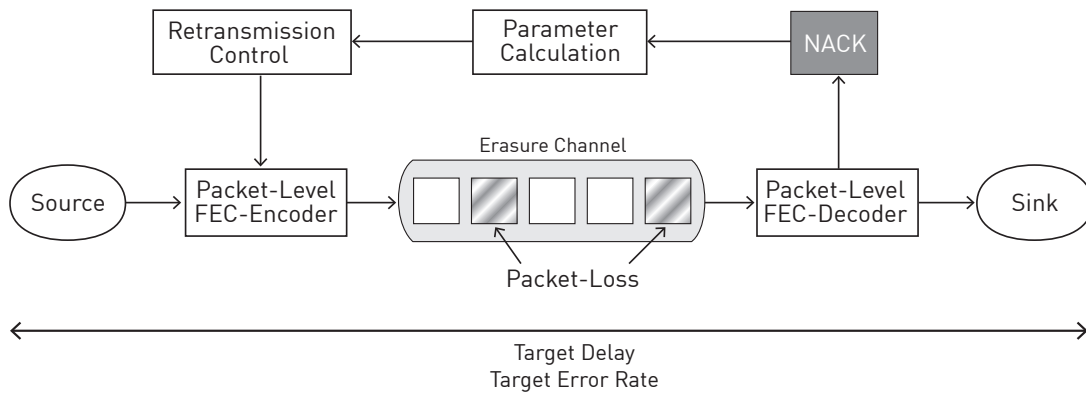 Retransmission
Control
Parameter
Calculation
NACK
Erasure Channel
Source
Packet-Level
FEC-Encoder
Packet-Level
FEC-Decoder
Sink
Packet-Loss
Target Delay
Target Error Rate